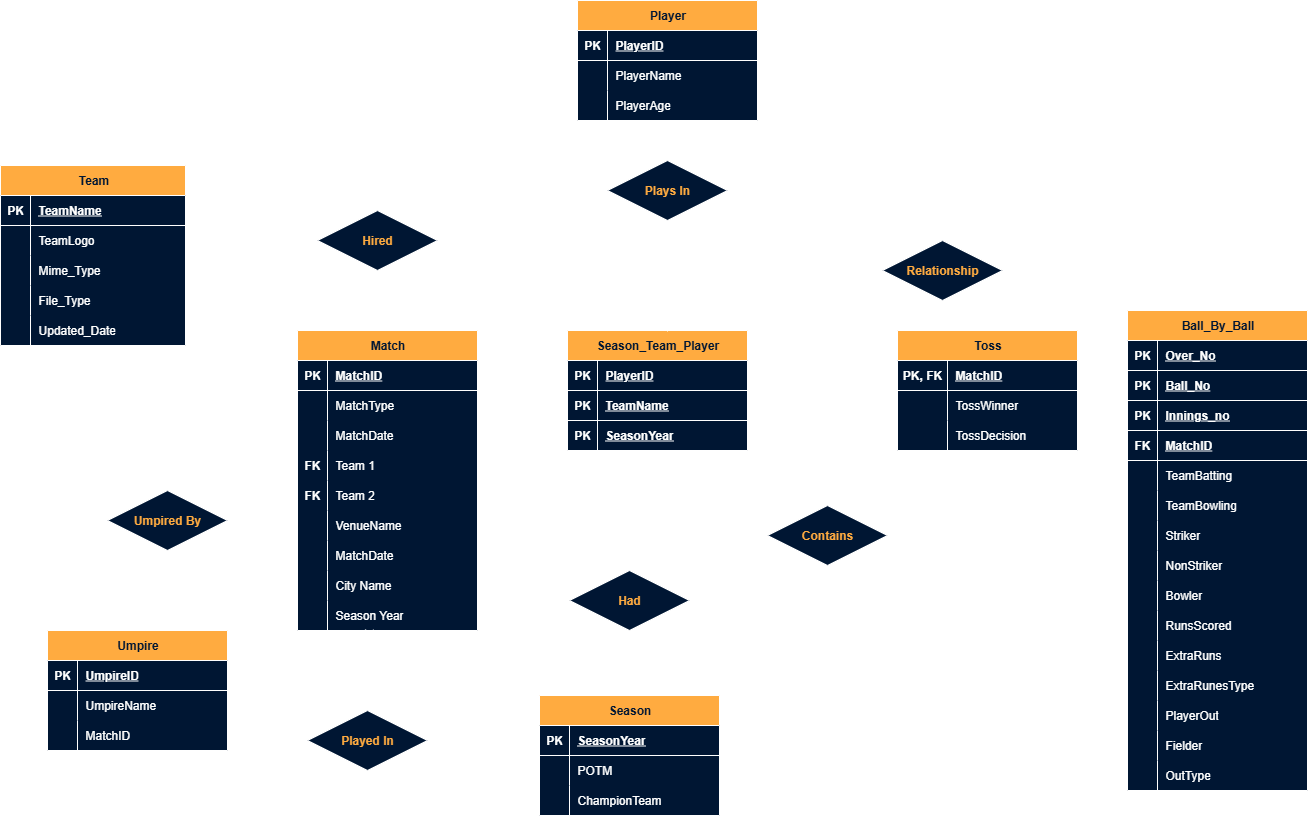 Player
PK PlayerID
PlayerName
PlayerAge
Plays In
Team
PK TeamName
TeamLogo
Mime_Type
File_Type
Updated_Date
Hired
Relationship
Match
PK MatchID
MatchType
MatchDate
FK Team 1
FK Team 2
VenueName
MatchDate
City Name
Season Year
Season_Team_Player
PK PlayerID
PK TeamName
PK SeasonYear
Toss
PK, FK MatchID
TossWinner
TossDecision
Ball_By_Ball
PK Over_No
PK Ball_No
PK Innings_no
FK MatchID
TeamBatting
TeamBowling
Striker
NonStriker
Bowler
RunsScored
ExtraRuns
ExtraRunesType
PlayerOut
Fielder
OutType
Umpired By
Contains
Had
Umpire
PK UmpireID
UmpireName
MatchID
Played In
Season
PK SeasonYear
POTM
ChampionTeam